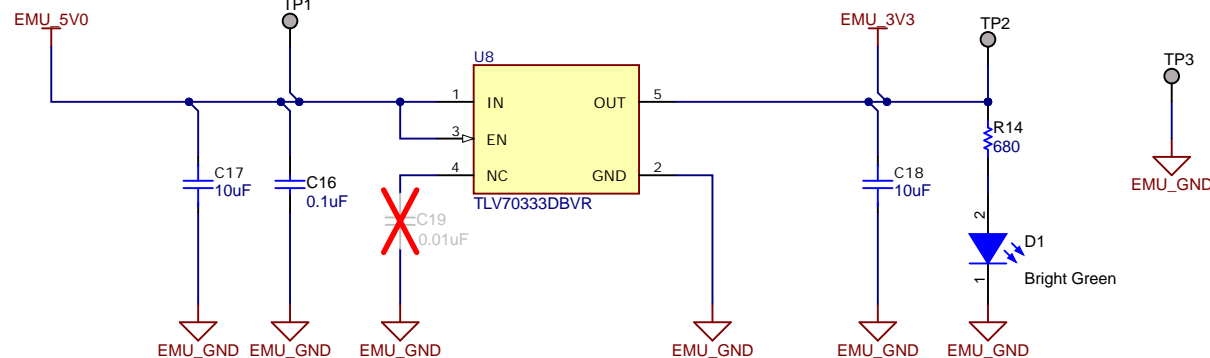 EMU_5V0
TP1
EMU_3V3
TP2
TP3
U8
1 IN
OUT 5
3 EN
4 NC
GND 2
TLV70333DBVR
C17
10uF
C16
0.1uF
C19
0.01uF
C18
10uF
R14
680
2
D1
1
Bright Green
EMU_GND
EMU_GND
EMU_GND
EMU_GND
EMU_GND
EMU_GND
EMU_GND